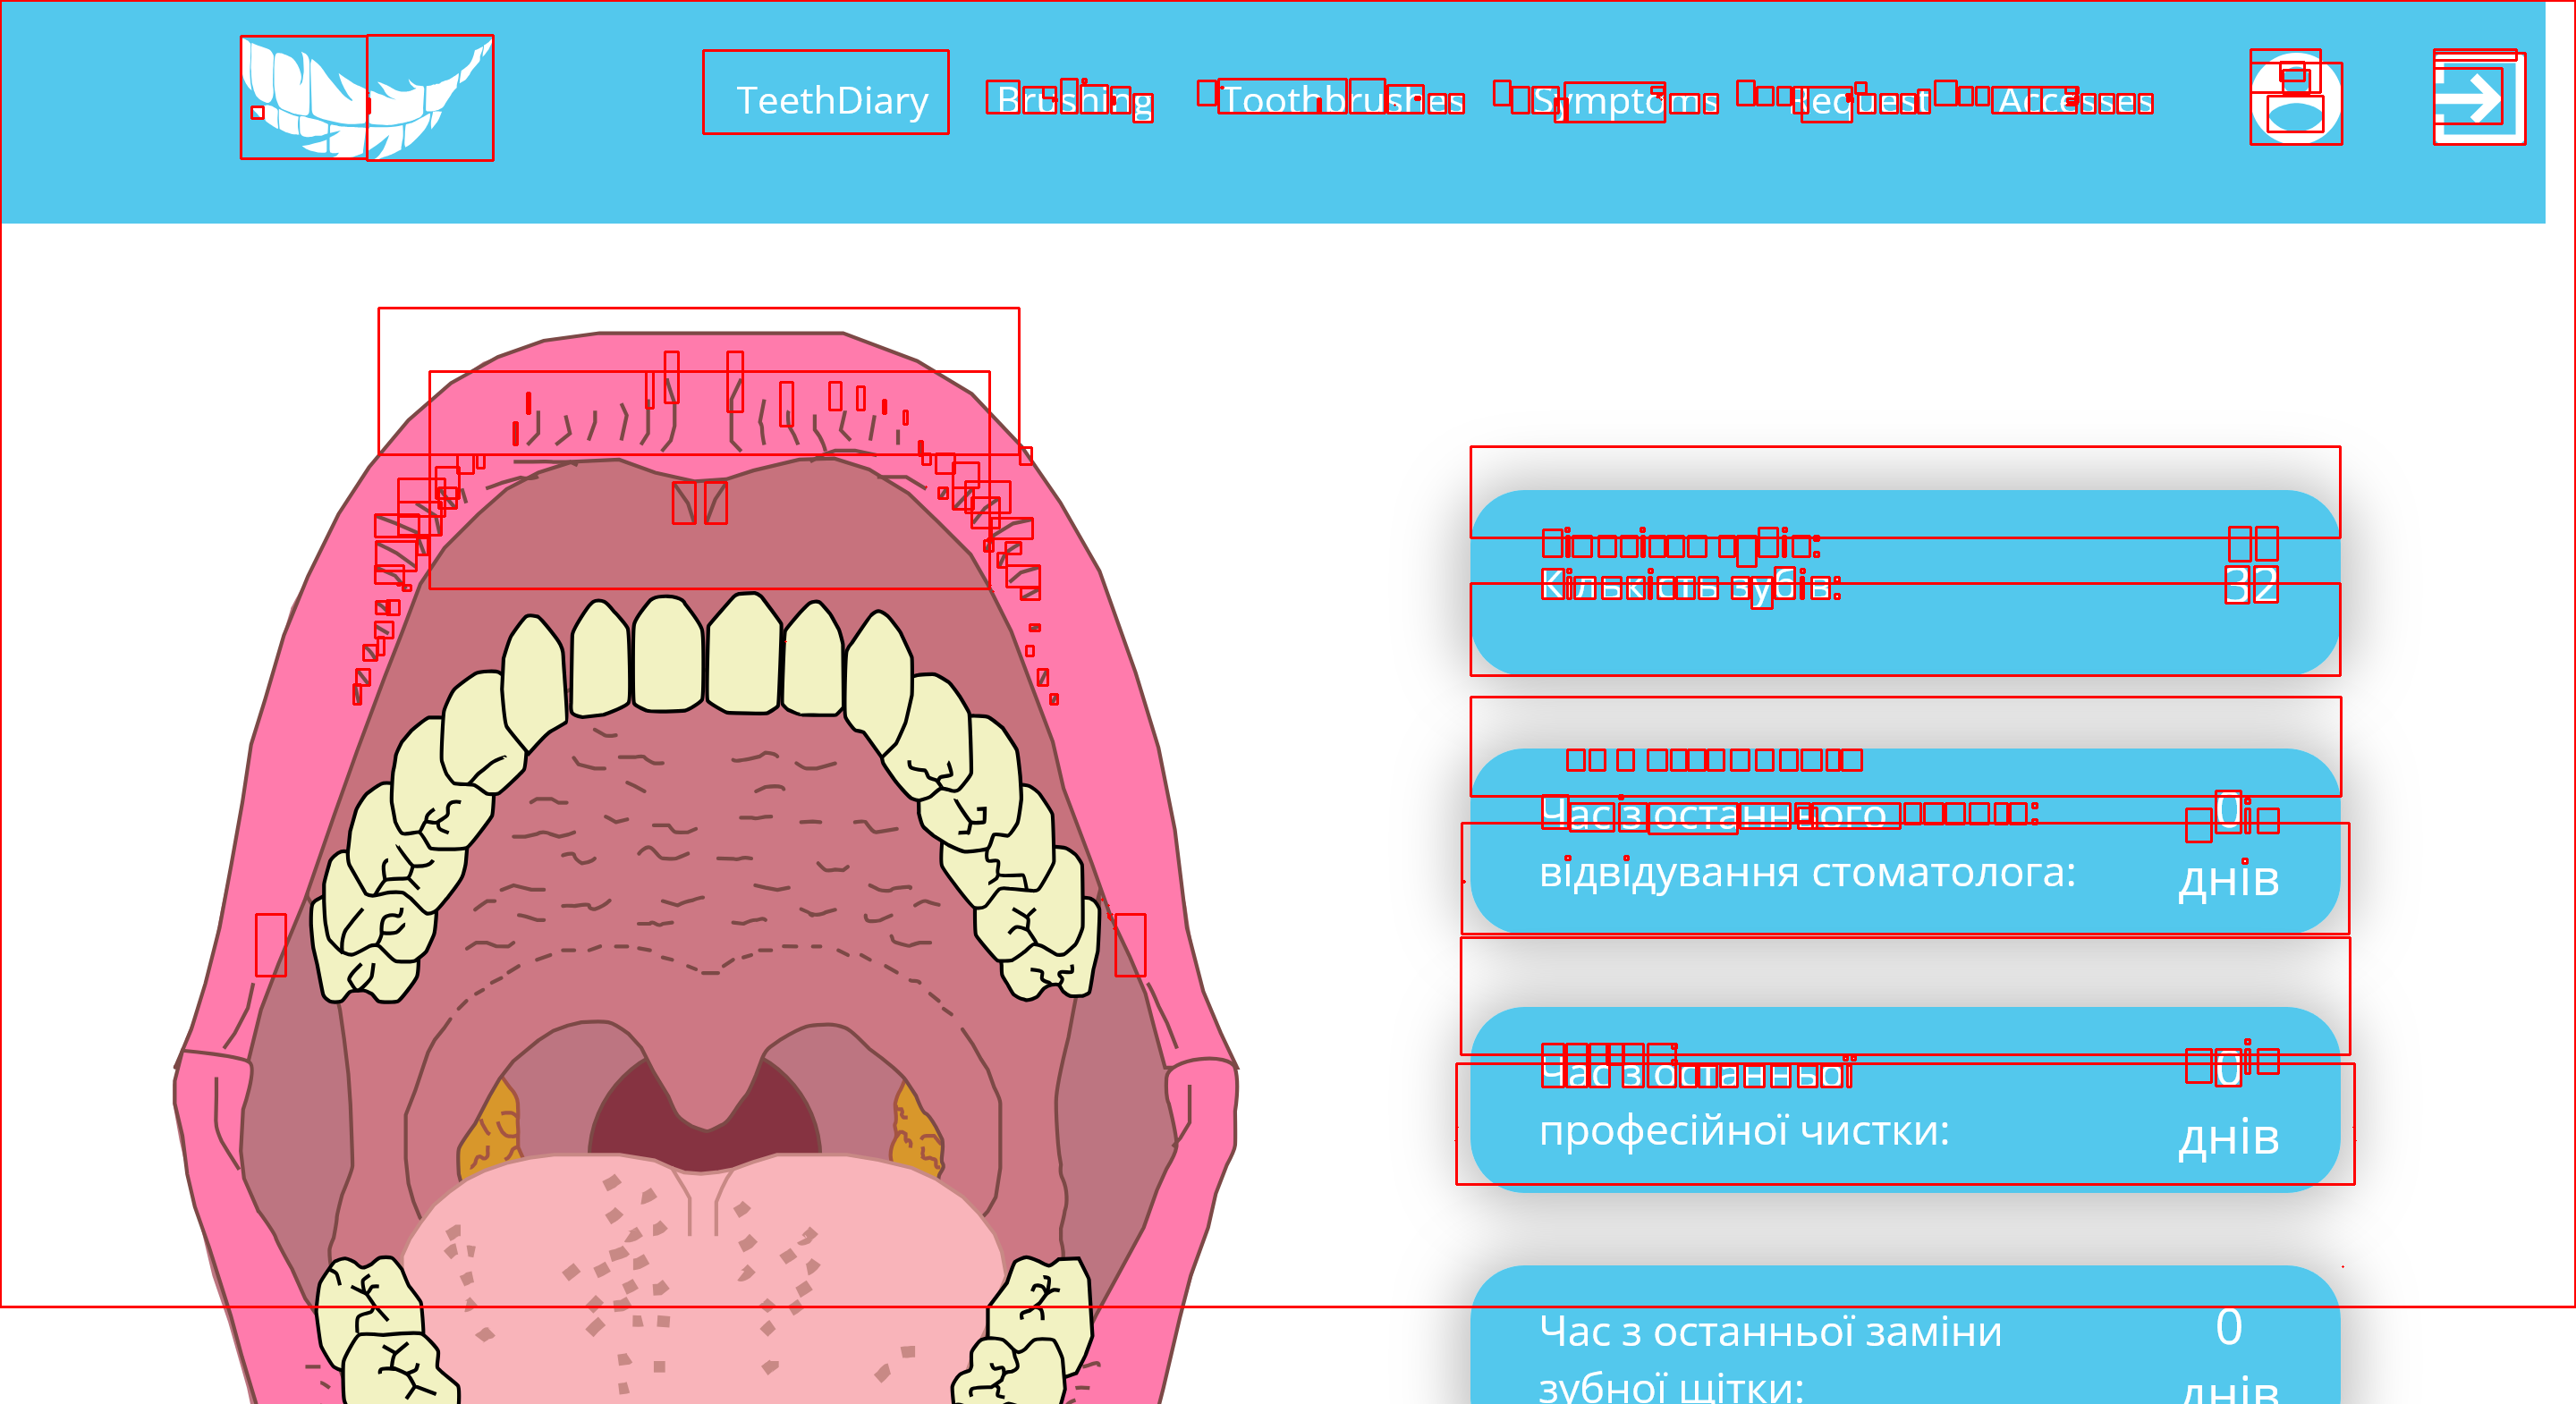 TeethDiary Brushing Toothbrushes Symptoms Request Accesses
Кількість зубів: 32
Час з останнього 0
відвідування стоматолога: днів
Час з останньої 0
професійної чистки: днів
Час з останньої заміни 0
зубної щітки: днів